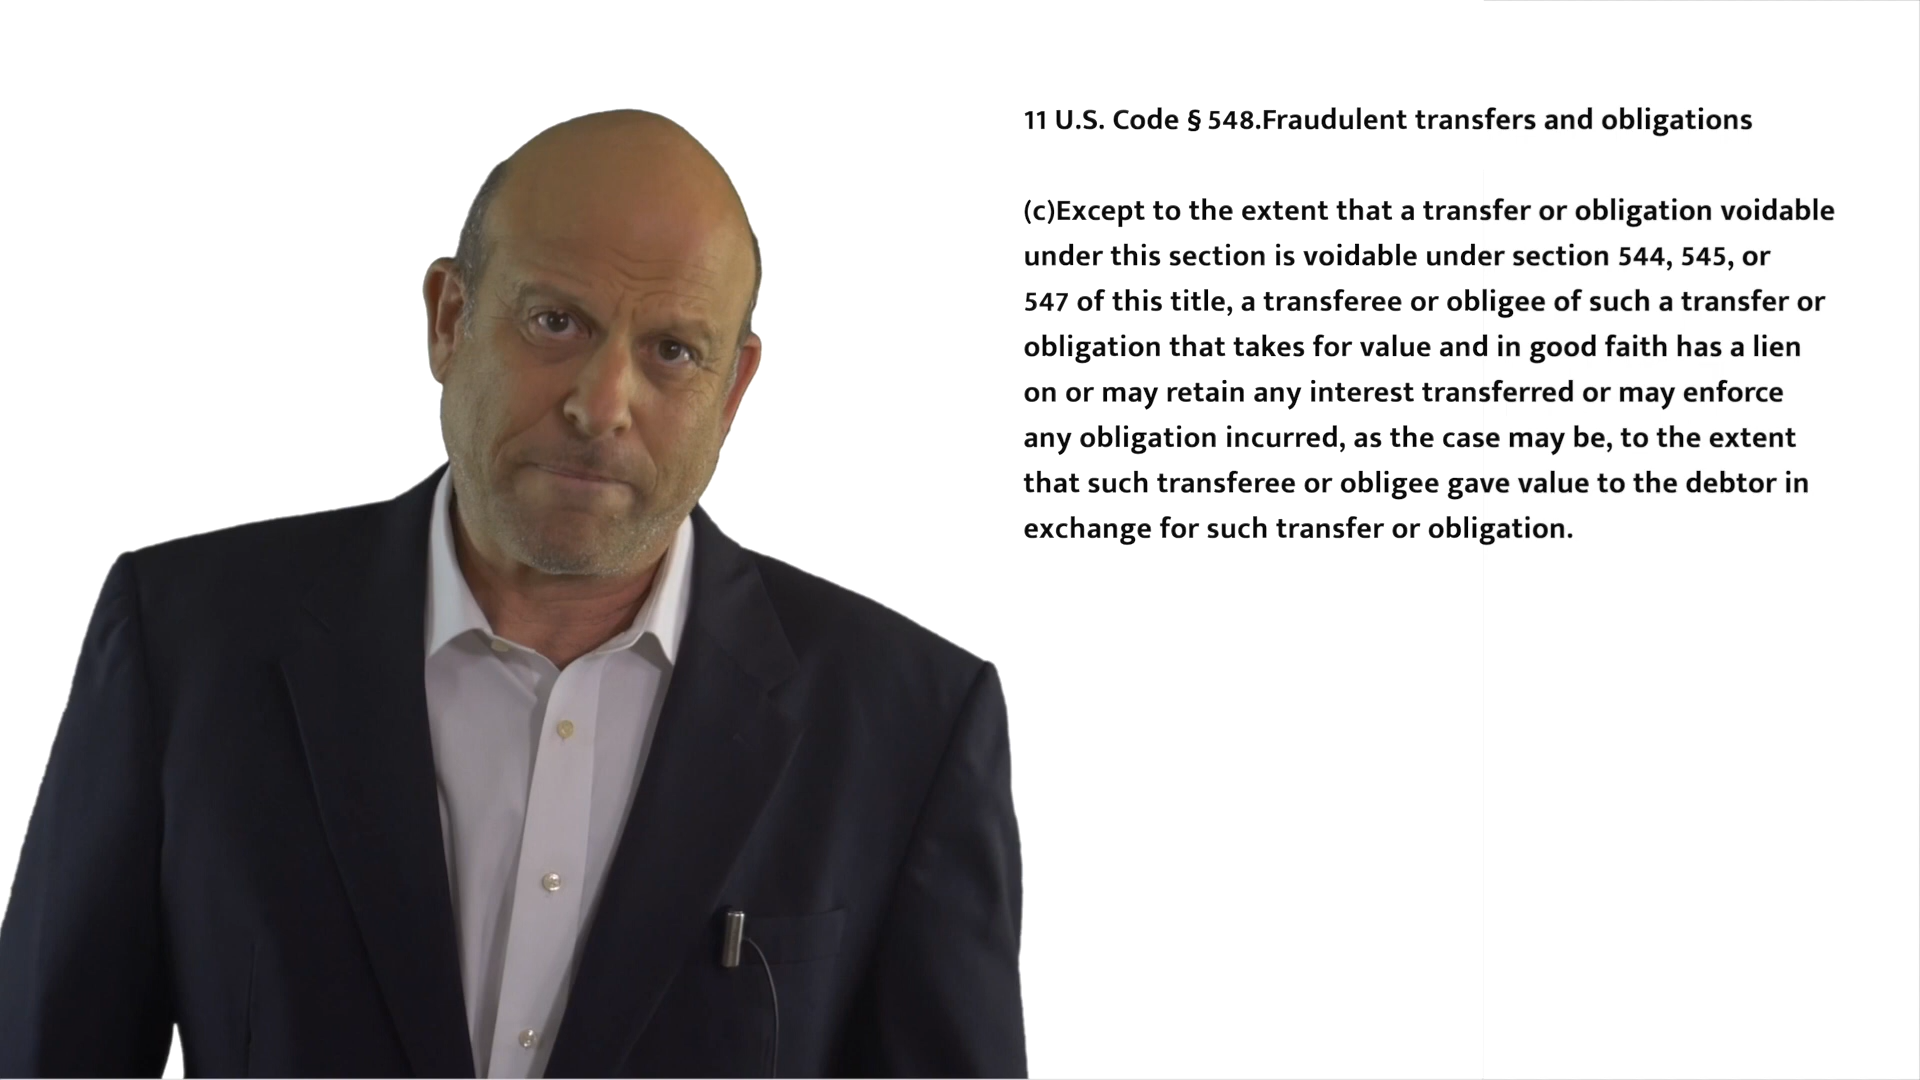 11 U.S. Code § 548.Fraudulent transfers and obligations
(c)Except to the extent that a transfer or obligation voidable
under this section is voidable under section 544, 545, or
547 of this title, a transferee or obligee of such a transfer or
obligation that takes for value and in good faith has a lien
on or may retain any interest transferred or may enforce
any obligation incurred, as the case may be, to the extent
that such transferee or obligee gave value to the debtor in
exchange for such transfer or obligation.